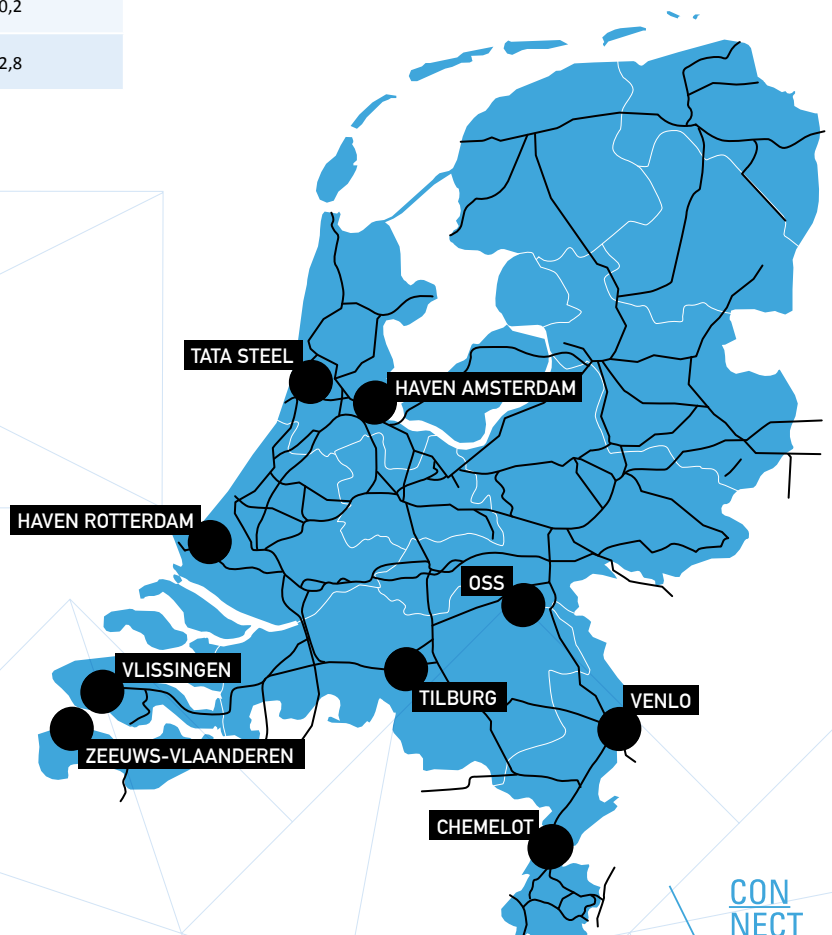 0,2
2,8
TATA STEEL
HAVEN AMSTERDAM
HAVEN ROTTERDAM
OSS
VLISSINGEN
TILBURG
VENLO
ZEEUWS-VLAANDEREN
CHEMELOT
CON
NECT